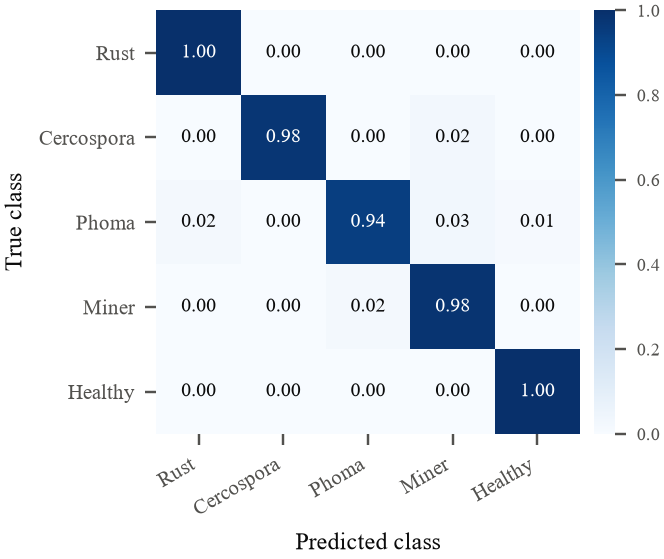 True class
Rust 1.00 0.00 0.00 0.00 0.00
Cercospora 0.00 0.98 0.00 0.02 0.00
Phoma 0.02 0.00 0.94 0.03 0.01
Miner 0.00 0.00 0.02 0.98 0.00
Healthy 0.00 0.00 0.00 0.00 1.00
Rust Cercospora Phoma Miner Healthy
Predicted class
1.0
0.8
0.6
0.4
0.2
0.0